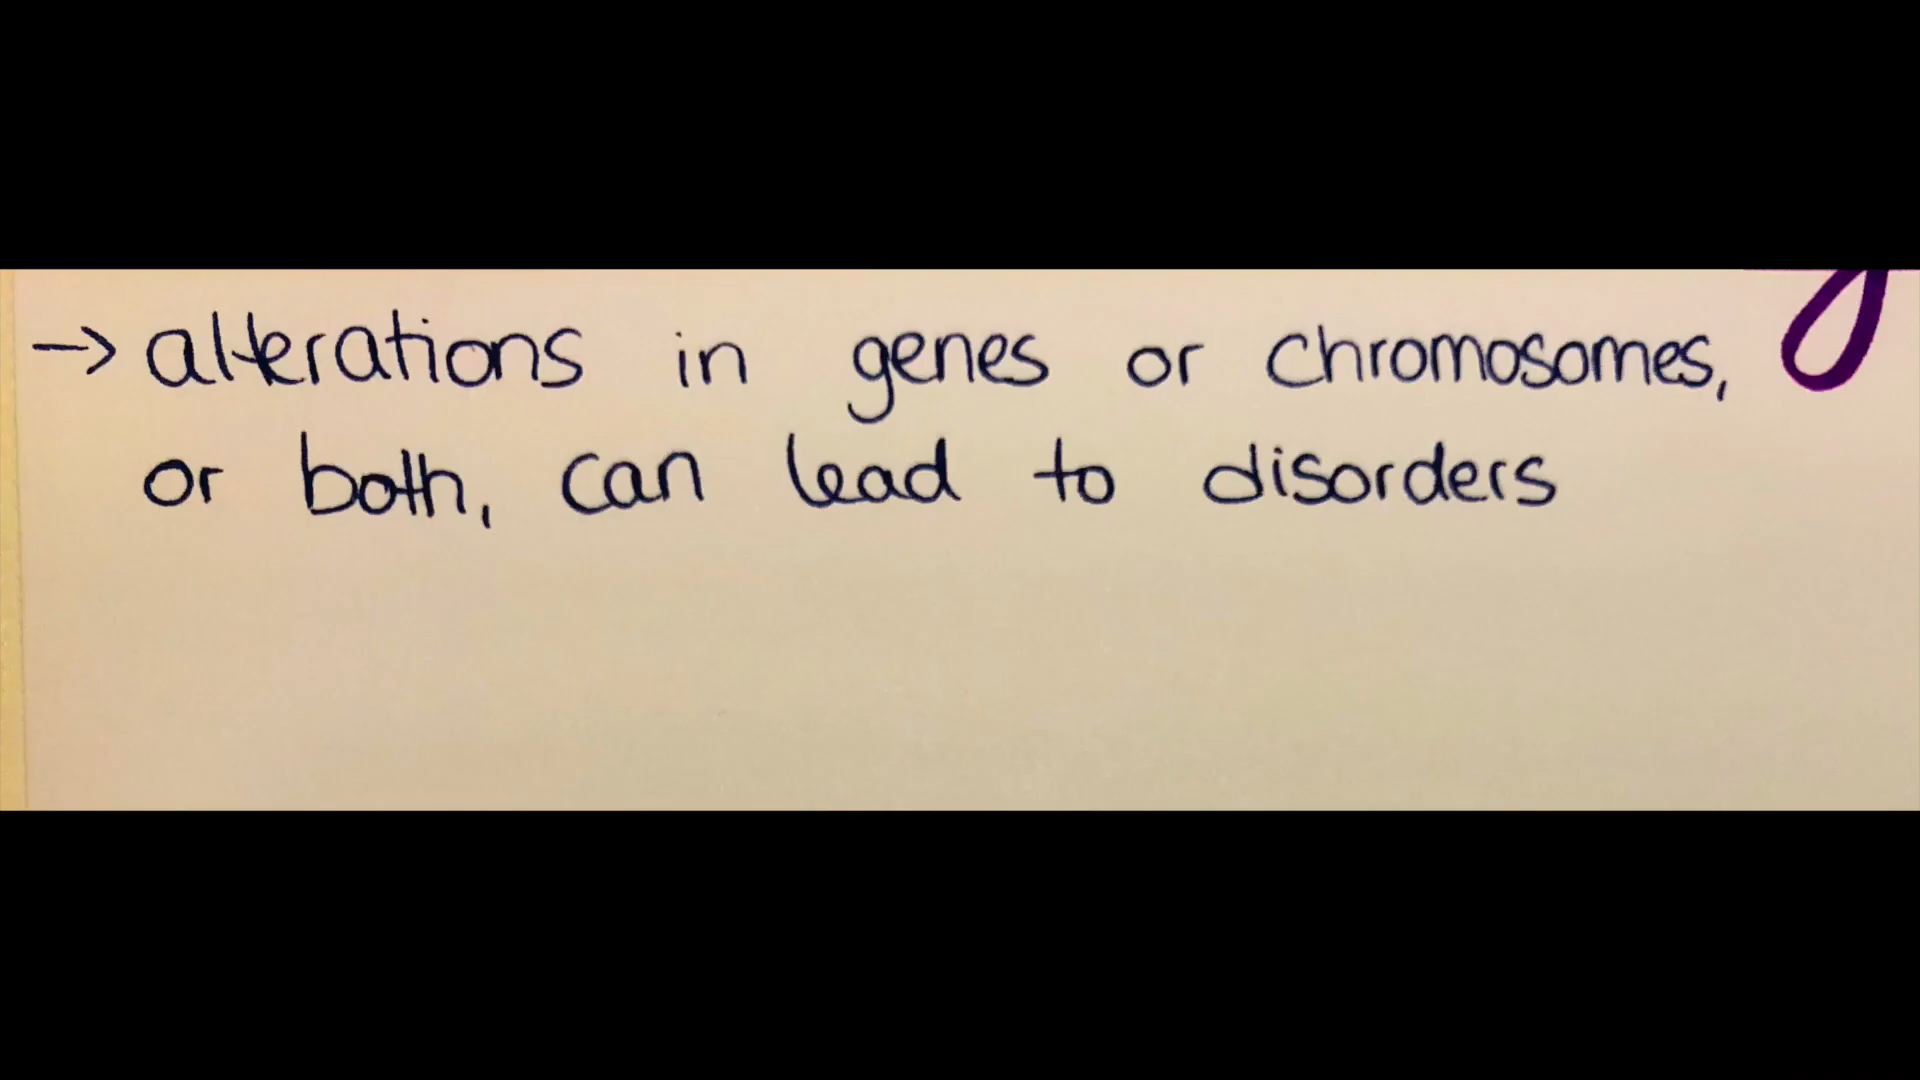 → alterations in genes or chromosomes,
or both, can lead to disorders